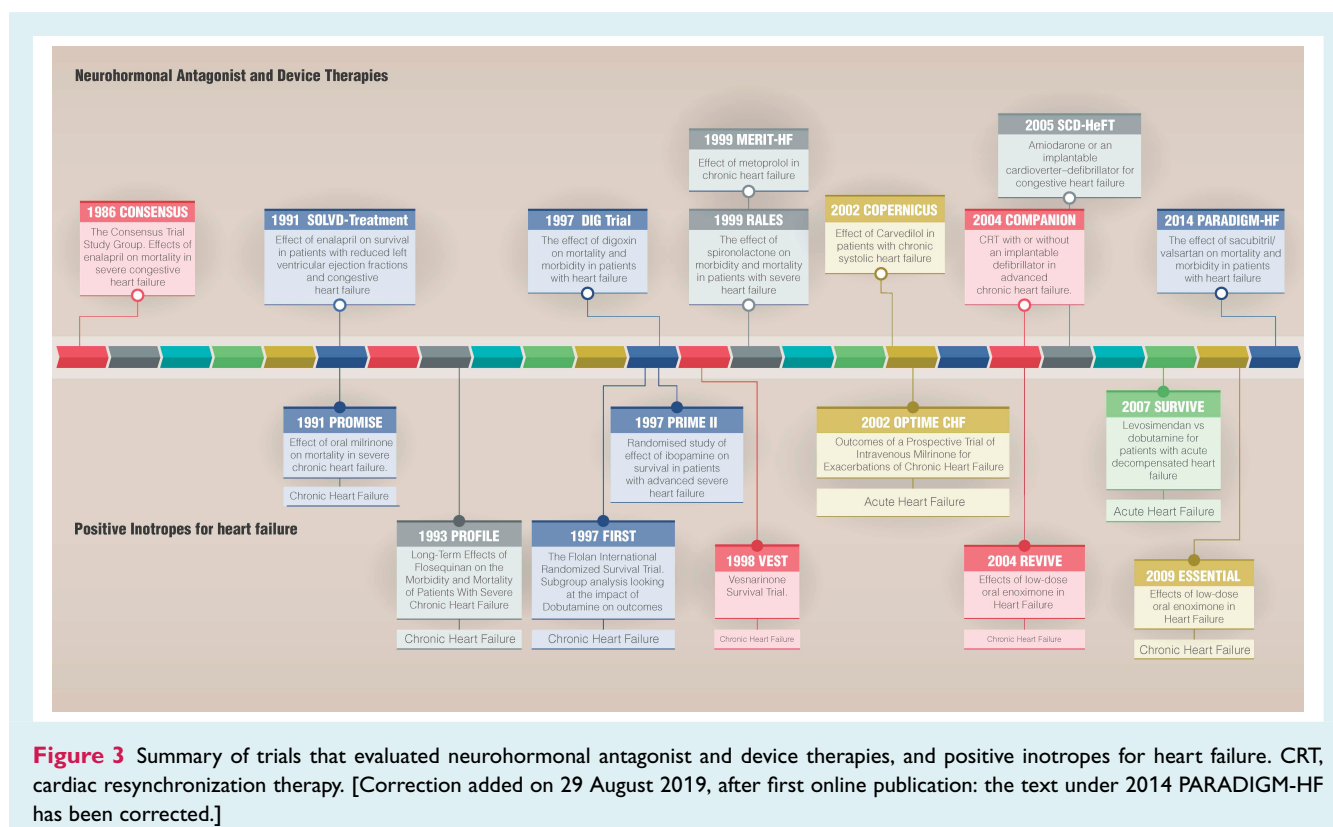 Neurohormonal Antagonist and Device Therapies
1986 CONSENSUS
The Consensus Trial
Study Group. Effects of
enalapril on mortality in
severe congestive
heart failure
1991 SOLVD-Treatment
Effect of enalapril on survival
in patients with reduced left
ventricular ejection fractions
and congestive
heart failure
1997 DIG Trial
The effect of digoxin
on mortality and
morbidity in patients
with heart failure
1999 MERIT-HF
Effect of metoprolol in
chronic heart failure
1999 RALES
The effect of
spironolactone on
morbidity and mortality
in patients with severe
heart failure
2002 COPERNICUS
Effect of Carvedilol in
patients with chronic
systolic heart failure
2005 SCD-HeFT
Amiodarone or an
implantable
cardioverter–defibrillator for
congestive heart failure
2004 COMPANION
CRT with or without
an implantable
defibrillator in
advanced
chronic heart failure.
2014 PARADIGM-HF
The effect of sacubitril/
valsartan on mortality and
morbidity in patients
with heart failure
1991 PROMISE
Effect of oral milrinone
on mortality in severe
chronic heart failure.
Chronic Heart Failure
1997 PRIME II
Randomised study of
effect of ibopamine on
survival in patients
with advanced severe
heart failure
2002 OPTIME CHF
Outcomes of a Prospective Trial of
Intravenous Milrinone for
Exacerbations of Chronic Heart Failure
Acute Heart Failure
2007 SURVIVE
Levosimendan vs
dobutamine for
patients with acute
decompensated heart
failure
Acute Heart Failure
Positive Inotropes for heart failure
1993 PROFILE
Long-Term Effects of
Flosequinan on the
Morbidity and Mortality
of Patients With Severe
Chronic Heart Failure
Chronic Heart Failure
1997 FIRST
The Flolan International
Randomized Survival Trial.
Subgroup analysis looking
at the impact of
Dobutamine on outcomes
Chronic Heart Failure
1998 VEST
Vesnarinone
Survival Trial.
Chronic Heart Failure
2004 REVIVE
Effects of low-dose
oral enoximone in
Heart Failure
Chronic Heart Failure
2009 ESSENTIAL
Effects of low-dose
oral enoximone in
Heart Failure
Chronic Heart Failure
Figure 3 Summary of trials that evaluated neurohormonal antagonist and device therapies, and positive inotropes for heart failure. CRT,
cardiac resynchronization therapy. [Correction added on 29 August 2019, after first online publication: the text under 2014 PARADIGM-HF
has been corrected.]